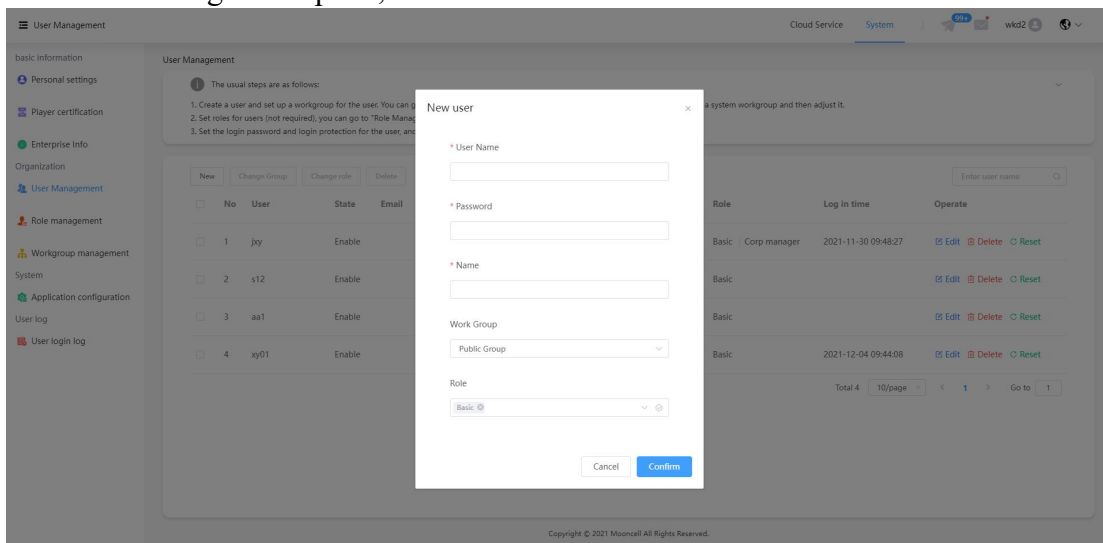 User Management
Cloud Service System 99+ wkd2
basic Information
Personal settings
Player certification
Enterprise Info
Organization
User Management
Role management
Workgroup management
System
Application configuration
User log
User login log
User Management
The usual steps are as follows:
1. Create a user and set up a workgroup for the user. You can g
a system workgroup and then adjust it.
2. Set roles for users (not required), you can go to "Role Manag
3. Set the login password and login protection for the user, and
New Change Group Change role Delete
Enter user name
No User State Email Role Log in time Operate
1 jxy Enable Basic Corp manager 2021-11-30 09:48:27 Edit Delete Reset
2 s12 Enable Basic Edit Delete Reset
3 aa1 Enable Basic Edit Delete Reset
4 xy01 Enable Basic 2021-12-04 09:44:08 Edit Delete Reset
Total 4 10/page < 1 > Go to 1
New user ×
* User Name
* Password
* Name
Work Group
Public Group
Role
Basic
Cancel Confirm
Copyright © 2021 Mooncell All Rights Reserved.